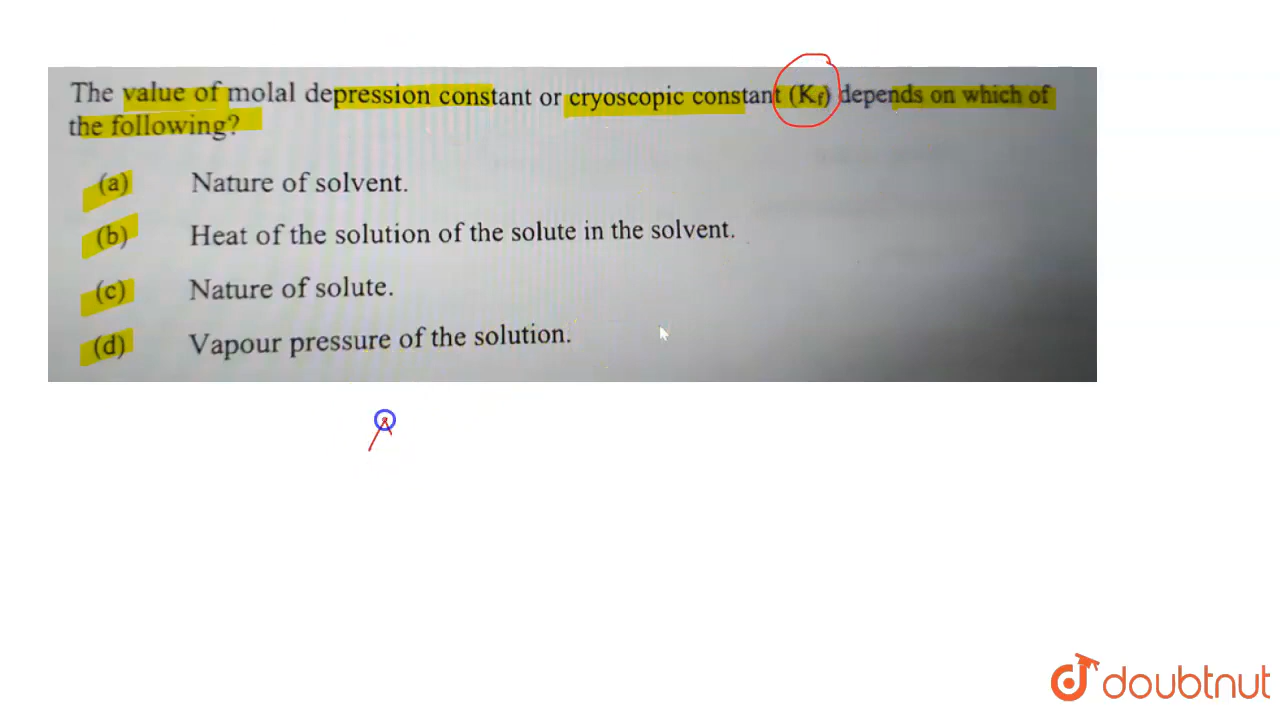 The value of molal depression constant or cryoscopic constant (Kf) depends on which of
the following?
(a) Nature of solvent.
(b) Heat of the solution of the solute in the solvent.
(c) Nature of solute.
(d) Vapour pressure of the solution.
doubtnut